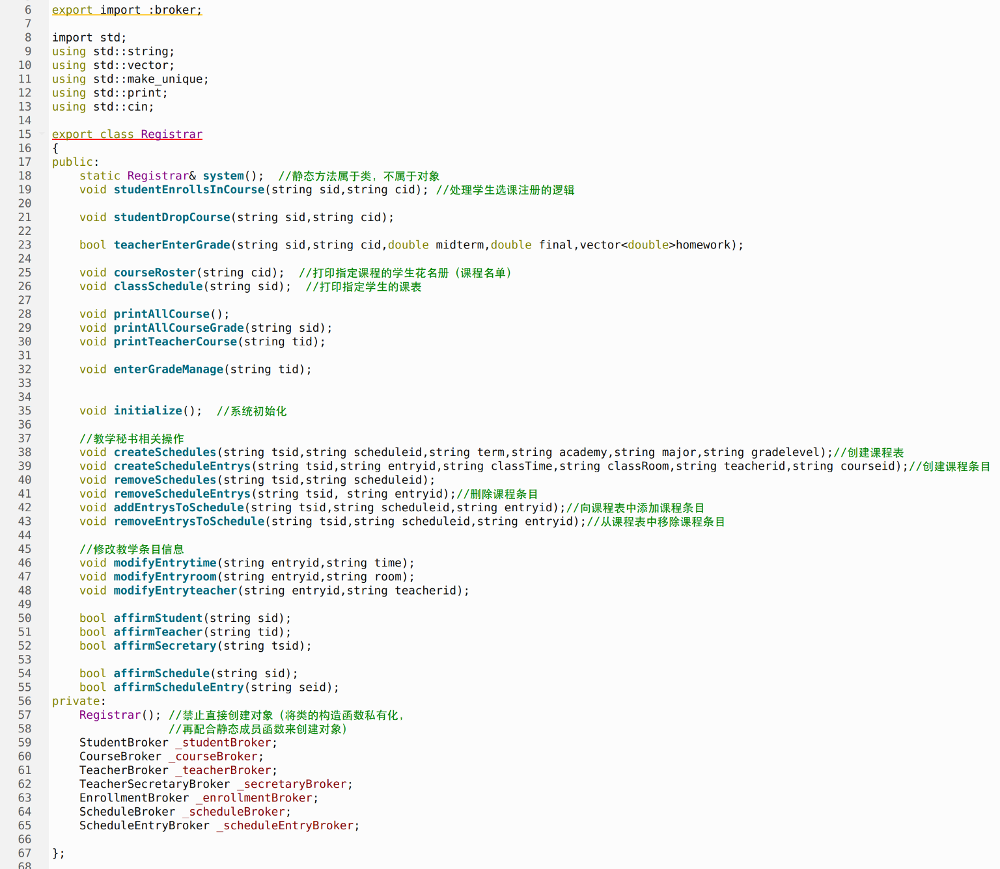 6 export import :broker;
7
8 import std;
9 using std::string;
10 using std::vector;
11 using std::make_unique;
12 using std::print;
13 using std::cin;
14
15 export class Registrar
16 {
17 public:
18     static Registrar& system();  //静态方法属于类，不属于对象
19     void studentEnrollsInCourse(string sid,string cid); //处理学生选课注册的逻辑
20
21     void studentDropCourse(string sid,string cid);
22
23     bool teacherEnterGrade(string sid,string cid,double midterm,double final,vector<double>homework);
24
25     void courseRoster(string cid);  //打印指定课程的学生花名册（课程名单）
26     void classSchedule(string sid);  //打印指定学生的课表
27
28     void printAllCourse();
29     void printAllCourseGrade(string sid);
30     void printTeacherCourse(string tid);
31
32     void enterGradeManage(string tid);
33
34
35     void initialize();  //系统初始化
36
37     //教学秘书相关操作
38     void createSchedules(string tsid,string scheduleid,string term,string academy,string major,string gradelevel);//创建课程表
39     void createScheduleEntrys(string tsid,string entryid,string classTime,string classRoom,string teacherid,string courseid);//创建课程条目
40     void removeSchedules(string tsid,string scheduleid);
41     void removeScheduleEntrys(string tsid, string entryid);//删除课程条目
42     void addEntrysToSchedule(string tsid,string scheduleid,string entryid);//向课程表中添加课程条目
43     void removeEntrysToSchedule(string tsid,string scheduleid,string entryid);//从课程表中移除课程条目
44
45     //修改教学条目信息
46     void modifyEntrytime(string entryid,string time);
47     void modifyEntryroom(string entryid,string room);
48     void modifyEntryteacher(string entryid,string teacherid);
49
50     bool affirmStudent(string sid);
51     bool affirmTeacher(string tid);
52     bool affirmSecretary(string tsid);
53
54     bool affirmSchedule(string sid);
55     bool affirmScheduleEntry(string seid);
56 private:
57     Registrar(); //禁止直接创建对象（将类的构造函数私有化，
58                  //再配合静态成员函数来创建对象）
59     StudentBroker _studentBroker;
60     CourseBroker _courseBroker;
61     TeacherBroker _teacherBroker;
62     TeacherSecretaryBroker _secretaryBroker;
63     EnrollmentBroker _enrollmentBroker;
64     ScheduleBroker _scheduleBroker;
65     ScheduleEntryBroker _scheduleEntryBroker;
66
67 };
68